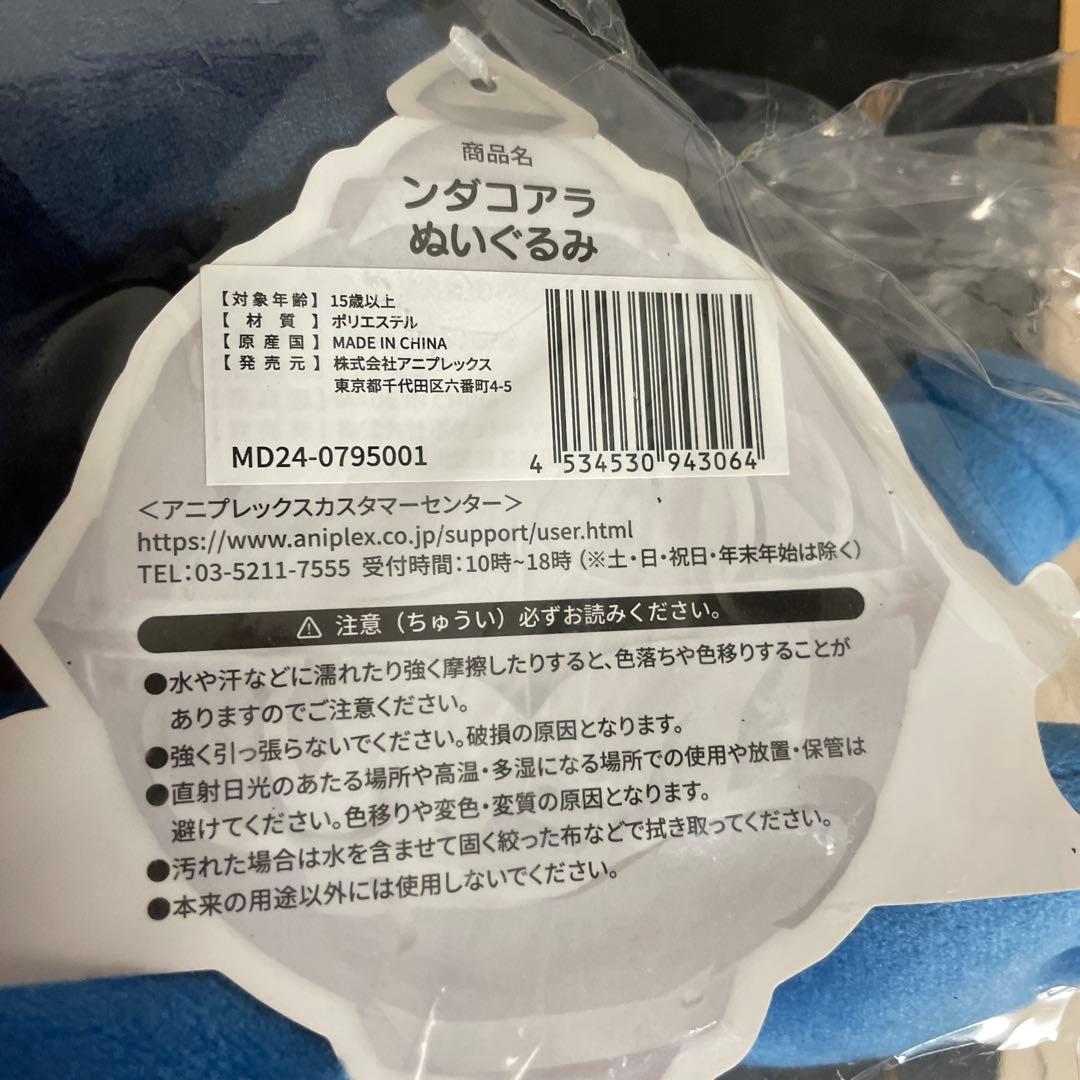 商品名
ンダコアラ
ぬいぐるみ
【対象年齢】 15歳以上
【材質】 ポリエステル
【原産国】 MADE IN CHINA
【発売元】 株式会社アニプレックス
東京都千代田区六番町4-5
MD24-0795001
4 534530 943064
＜アニプレックスカスタマーセンター＞
https://www.aniplex.co.jp/support/user.html
TEL：03-5211-7555 受付時間：10時~18時（※土・日・祝日・年末年始は除く）
⚠ 注意（ちゅうい）必ずお読みください。
●水や汗などに濡れたり強く摩擦したりすると、色落ちや色移りすることが
ありますのでご注意ください。
●強く引っ張らないでください。破損の原因となります。
●直射日光のあたる場所や高温・多湿になる場所での使用や放置・保管は
避けてください。色移りや変色・変質の原因となります。
●汚れた場合は水を含ませて固く絞った布などで拭き取ってください。
●本来の用途以外には使用しないでください。